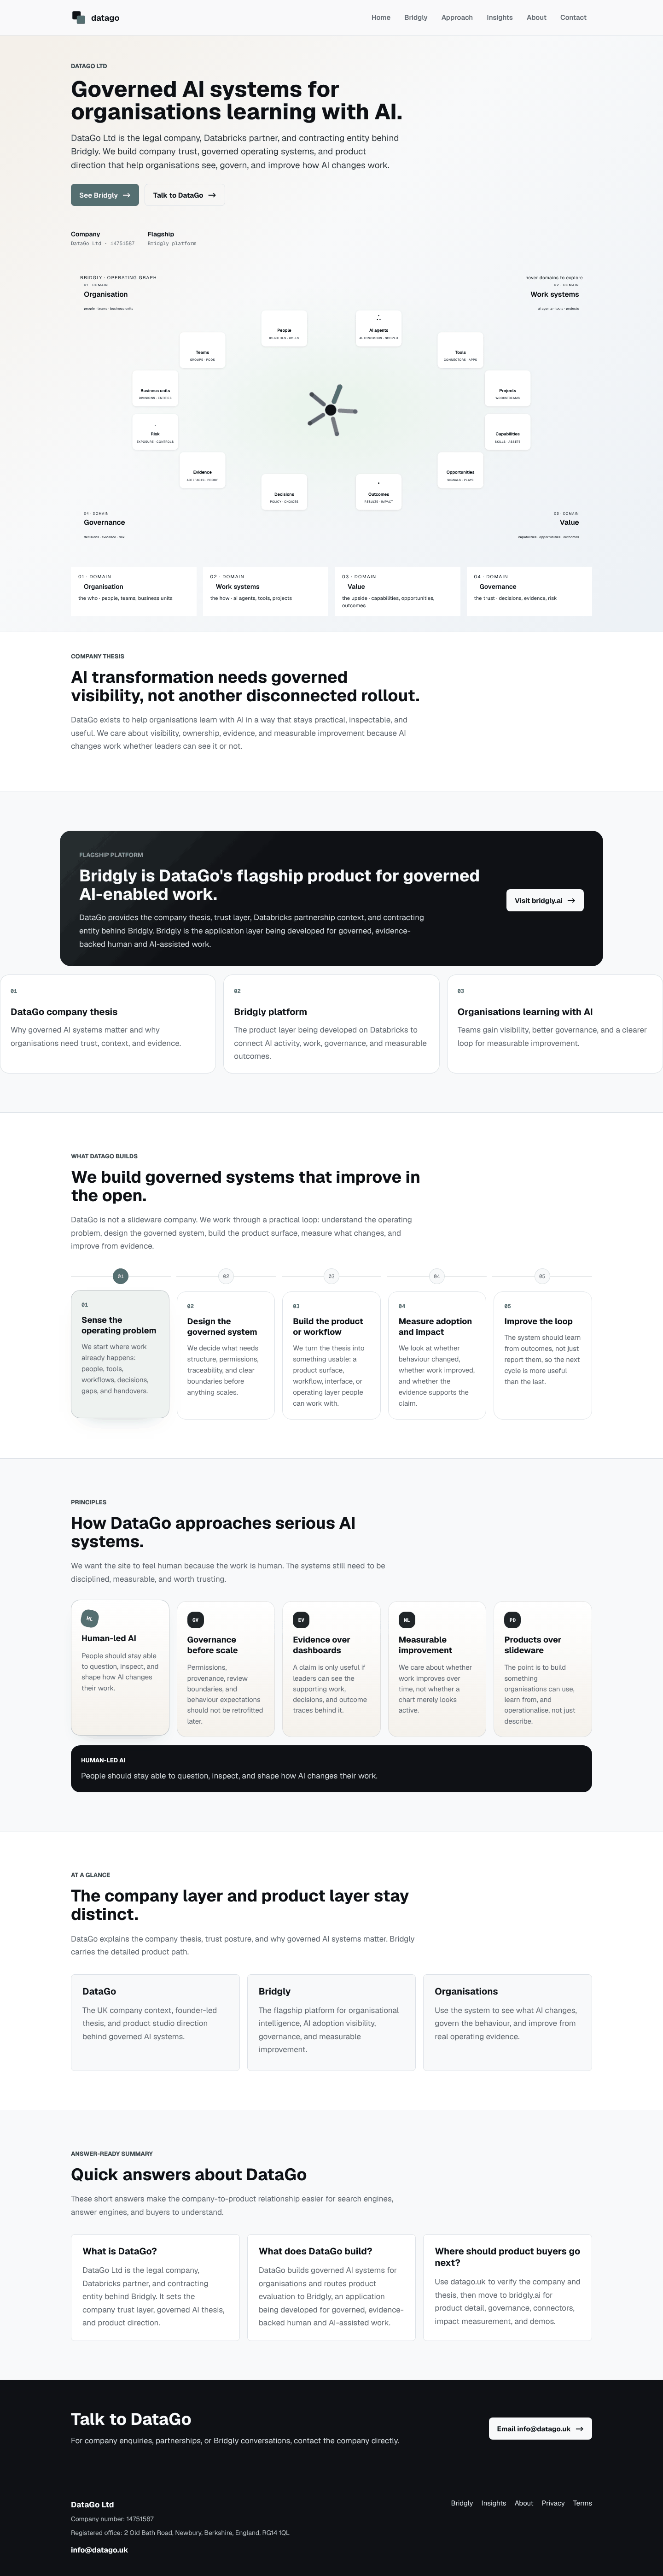 datago
Home Bridgly Approach Insights About Contact
DATAGO LTD
Governed AI systems for
organisations learning with AI.
DataGo Ltd is the legal company, Databricks partner, and contracting entity behind
Bridgly. We build company trust, governed operating systems, and product
direction that help organisations see, govern, and improve how AI changes work.
See Bridgly → Talk to DataGo →
Company Flagship
DataGo Ltd · 14751587 Bridgly platform
BRIDGLY · OPERATING GRAPH hover domains to explore
01 · DOMAIN
Organisation
people · teams · business units
02 · DOMAIN
Work systems
ai agents · tools · projects
People
IDENTITIES · ROLES
AI agents
AUTONOMOUS · ROUTED
Teams
GROUPS · PODS
Tools
CONNECTORS · APPS
Business units
DIVISIONS · ENTITIES
Projects
WORKSTREAMS
Risk
EXPOSURE · CONTROLS
Capabilities
SKILLS · ASSETS
Evidence
ARTEFACTS · PROOF
Opportunities
SIGNALS · PLAYS
Decisions
POLICY · CHOICES
Outcomes
RESULTS · IMPACT
04 · DOMAIN
Governance
decisions · evidence · risk
03 · DOMAIN
Value
capabilities · opportunities · outcomes
01 · DOMAIN
Organisation
the who · people, teams, business units
02 · DOMAIN
Work systems
the how · ai agents, tools, projects
03 · DOMAIN
Value
the upside · capabilities, opportunities,
outcomes
04 · DOMAIN
Governance
the trust · decisions, evidence, risk
COMPANY THESIS
AI transformation needs governed
visibility, not another disconnected rollout.
DataGo exists to help organisations learn with AI in a way that stays practical, inspectable, and
useful. We care about visibility, ownership, evidence, and measurable improvement because AI
changes work whether leaders can see it or not.
FLAGSHIP PLATFORM
Bridgly is DataGo's flagship product for governed
AI-enabled work.
DataGo provides the company thesis, trust layer, Databricks partnership context, and contracting
entity behind Bridgly. Bridgly is the application layer being developed for governed, evidence-
backed human and AI-assisted work.
Visit bridgly.ai →
01
DataGo company thesis
Why governed AI systems matter and why
organisations need trust, context, and evidence.
02
Bridgly platform
The product layer being developed on Databricks to
connect AI activity, work, governance, and measurable
outcomes.
03
Organisations learning with AI
Teams gain visibility, better governance, and a clearer
loop for measurable improvement.
WHAT DATAGO BUILDS
We build governed systems that improve in
the open.
DataGo is not a slideware company. We work through a practical loop: understand the operating
problem, design the governed system, build the product surface, measure what changes, and
improve from evidence.
01 02 03 04 05
01
Sense the
operating problem
We start where work
already happens:
people, tools,
workflows, decisions,
gaps, and handovers.
02
Design the
governed system
We decide what needs
structure, permissions,
traceability, and clear
boundaries before
anything scales.
03
Build the product
or workflow
We turn the thesis into
something usable: a
product surface,
workflow, interface, or
operating layer people
can work with.
04
Measure adoption
and impact
We look at whether
behaviour changed,
whether work improved,
and whether the
evidence supports the
claim.
05
Improve the loop
The system should learn
from outcomes, not just
report them, so the next
cycle is more useful
than the last.
PRINCIPLES
How DataGo approaches serious AI
systems.
We want the site to feel human because the work is human. The systems still need to be
disciplined, measurable, and worth trusting.
HL
Human-led AI
People should stay able
to question, inspect, and
shape how AI changes
their work.
GV
Governance
before scale
Permissions,
provenance, review
boundaries, and
behaviour expectations
should not be retrofitted
later.
EV
Evidence over
dashboards
A claim is only useful if
leaders can see the
supporting work,
decisions, and outcome
traces behind it.
ML
Measurable
improvement
We care about whether
work improves over
time, not whether a
chart merely looks
active.
PD
Products over
slideware
The point is to build
something
organisations can use,
learn from, and
operationalise, not just
describe.
HUMAN-LED AI
People should stay able to question, inspect, and shape how AI changes their work.
AT A GLANCE
The company layer and product layer stay
distinct.
DataGo explains the company thesis, trust posture, and why governed AI systems matter. Bridgly
carries the detailed product path.
DataGo
The UK company context, founder-led
thesis, and product studio direction
behind governed AI systems.
Bridgly
The flagship platform for organisational
intelligence, AI adoption visibility,
governance, and measurable
improvement.
Organisations
Use the system to see what AI changes,
govern the behaviour, and improve from
real operating evidence.
ANSWER-READY SUMMARY
Quick answers about DataGo
These short answers make the company-to-product relationship easier for search engines,
answer engines, and buyers to understand.
What is DataGo?
DataGo Ltd is the legal company,
Databricks partner, and contracting
entity behind Bridgly. It sets the
company trust layer, governed AI thesis,
and product direction.
What does DataGo build?
DataGo builds governed AI systems for
organisations and routes product
evaluation to Bridgly, an application
being developed for governed, evidence-
backed human and AI-assisted work.
Where should product buyers go
next?
Use datago.uk to verify the company and
thesis, then move to bridgly.ai for
product detail, governance, connectors,
impact measurement, and demos.
Talk to DataGo
For company enquiries, partnerships, or Bridgly conversations, contact the company directly.
Email info@datago.uk →
DataGo Ltd
Company number: 14751587
Registered office: 2 Old Bath Road, Newbury, Berkshire, England, RG14 1QL
info@datago.uk
Bridgly Insights About Privacy Terms